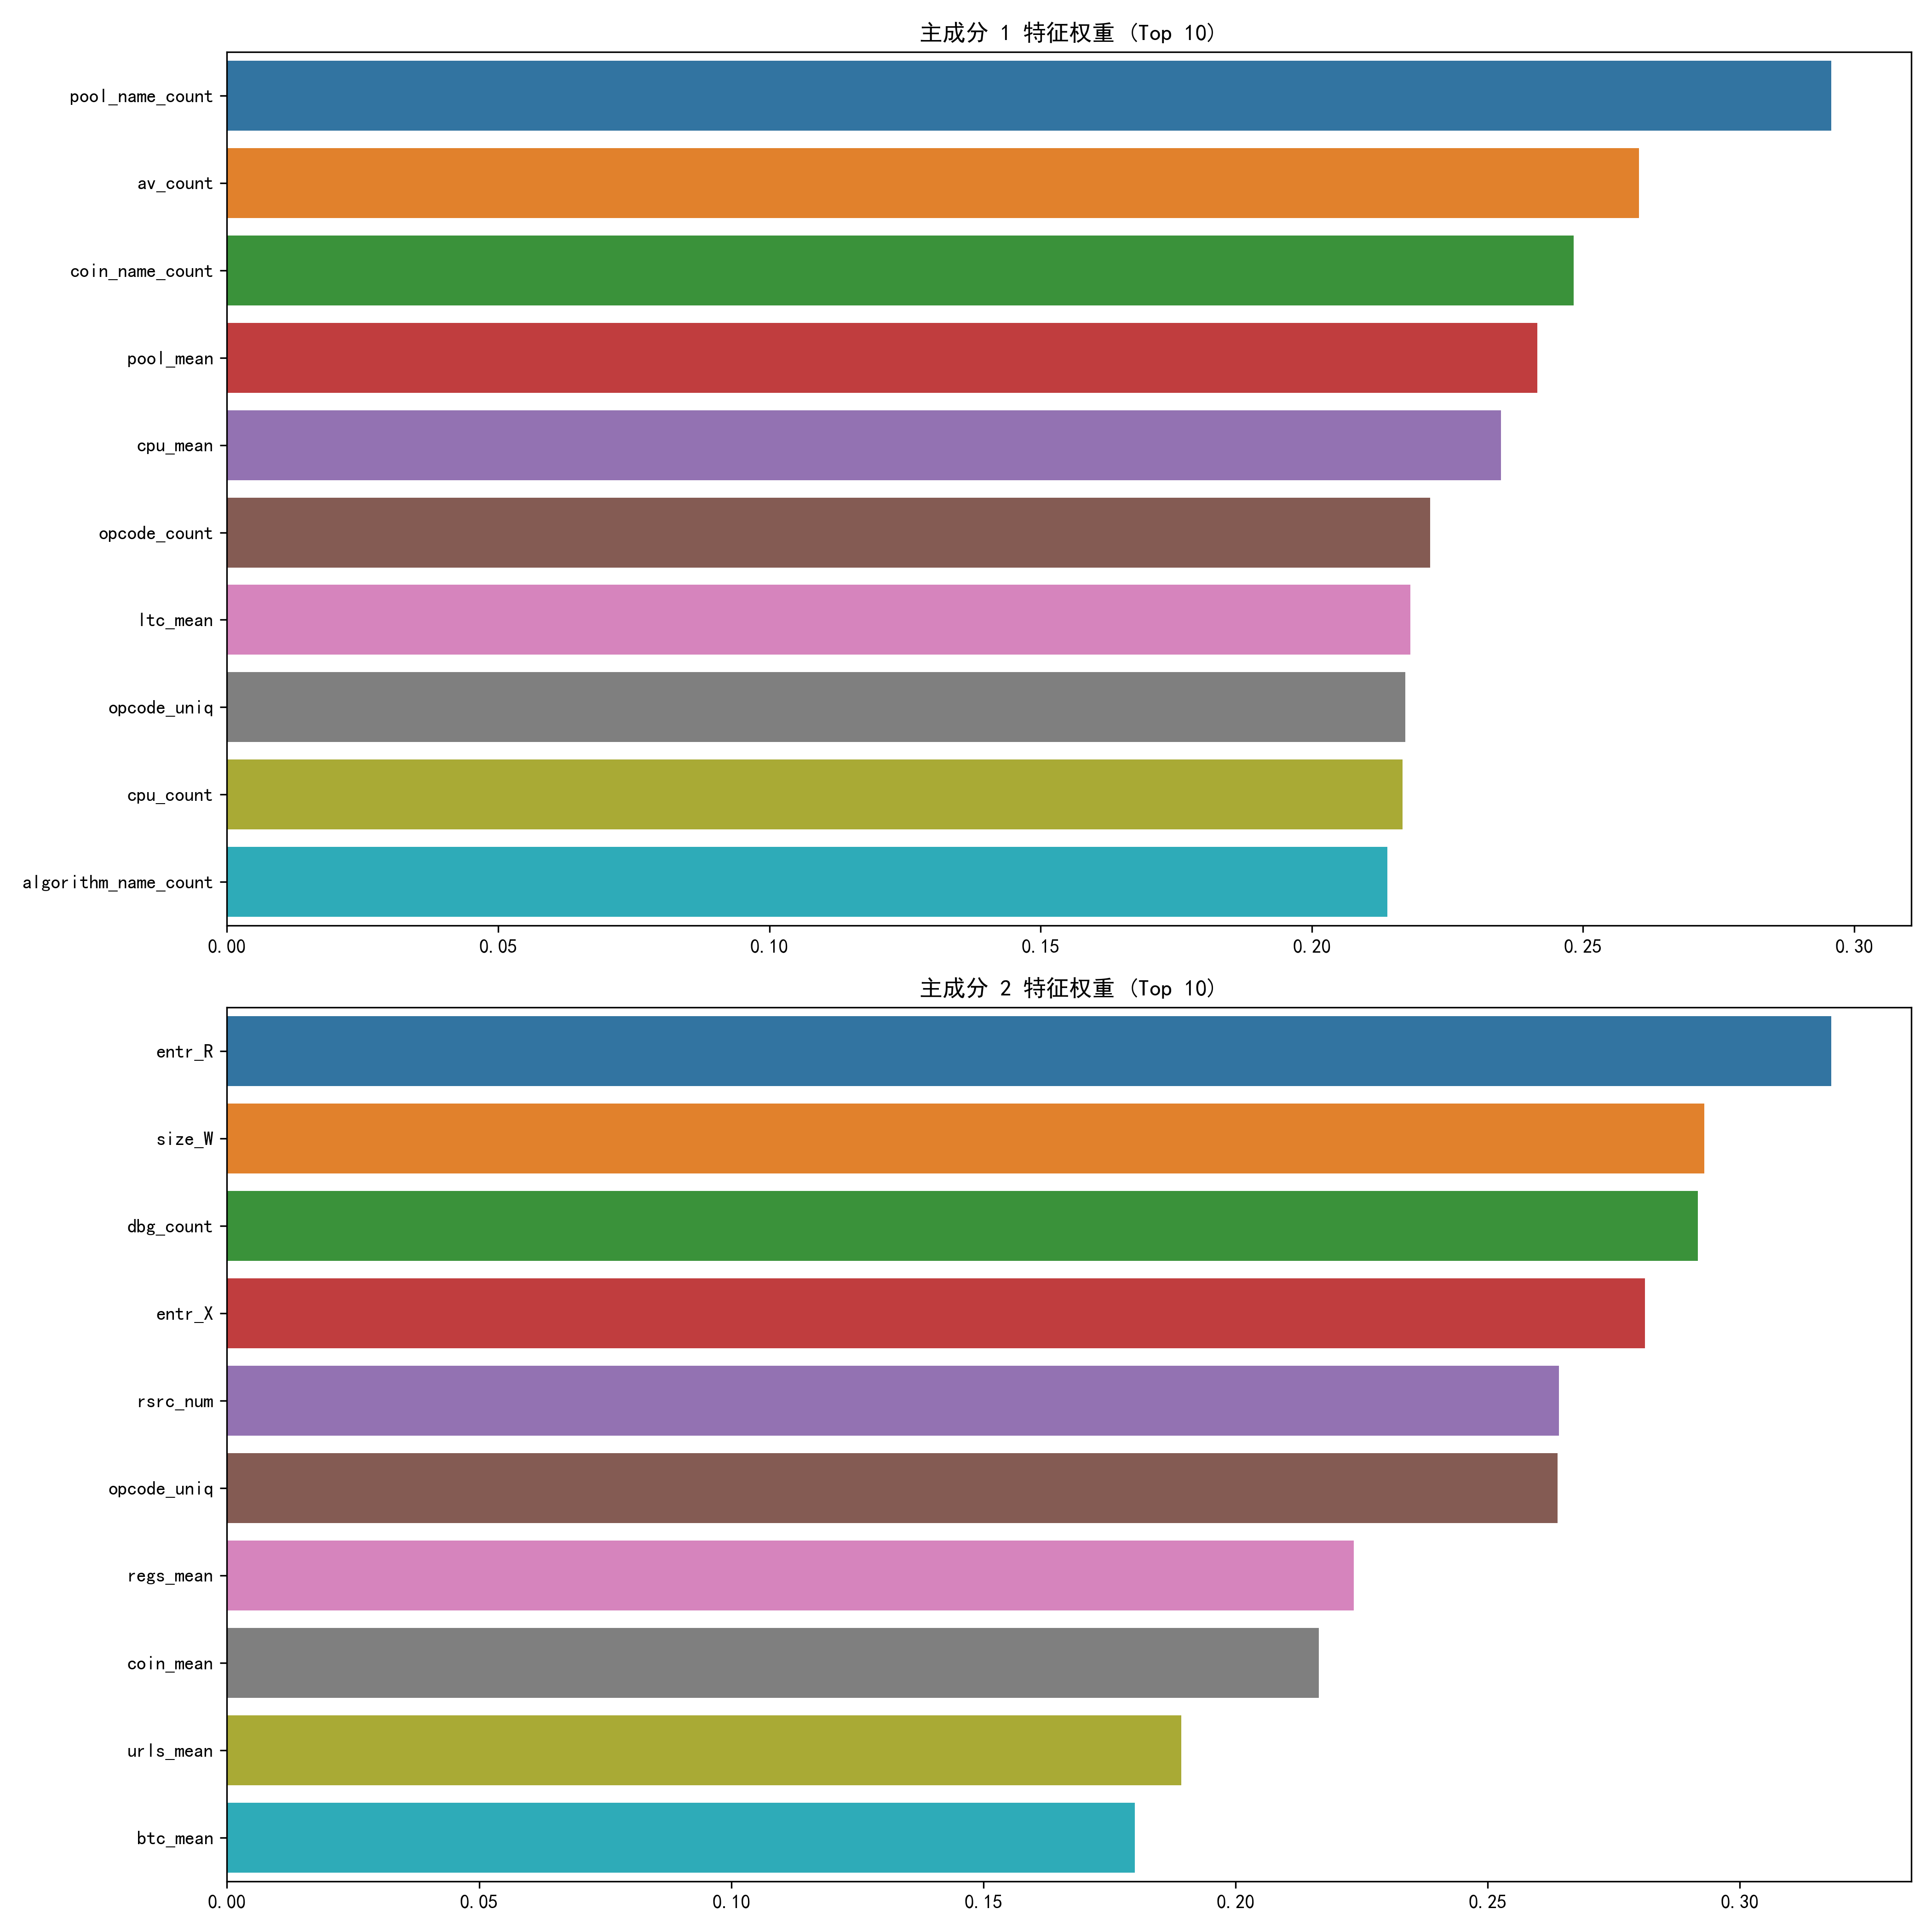 主成分 1 特征权重 (Top 10)
pool_name_count
av_count
coin_name_count
pool_mean
cpu_mean
opcode_count
ltc_mean
opcode_uniq
cpu_count
algorithm_name_count
0.00 0.05 0.10 0.15 0.20 0.25 0.30
主成分 2 特征权重 (Top 10)
entr_R
size_W
dbg_count
entr_X
rsrc_num
opcode_uniq
regs_mean
coin_mean
urls_mean
btc_mean
0.00 0.05 0.10 0.15 0.20 0.25 0.30